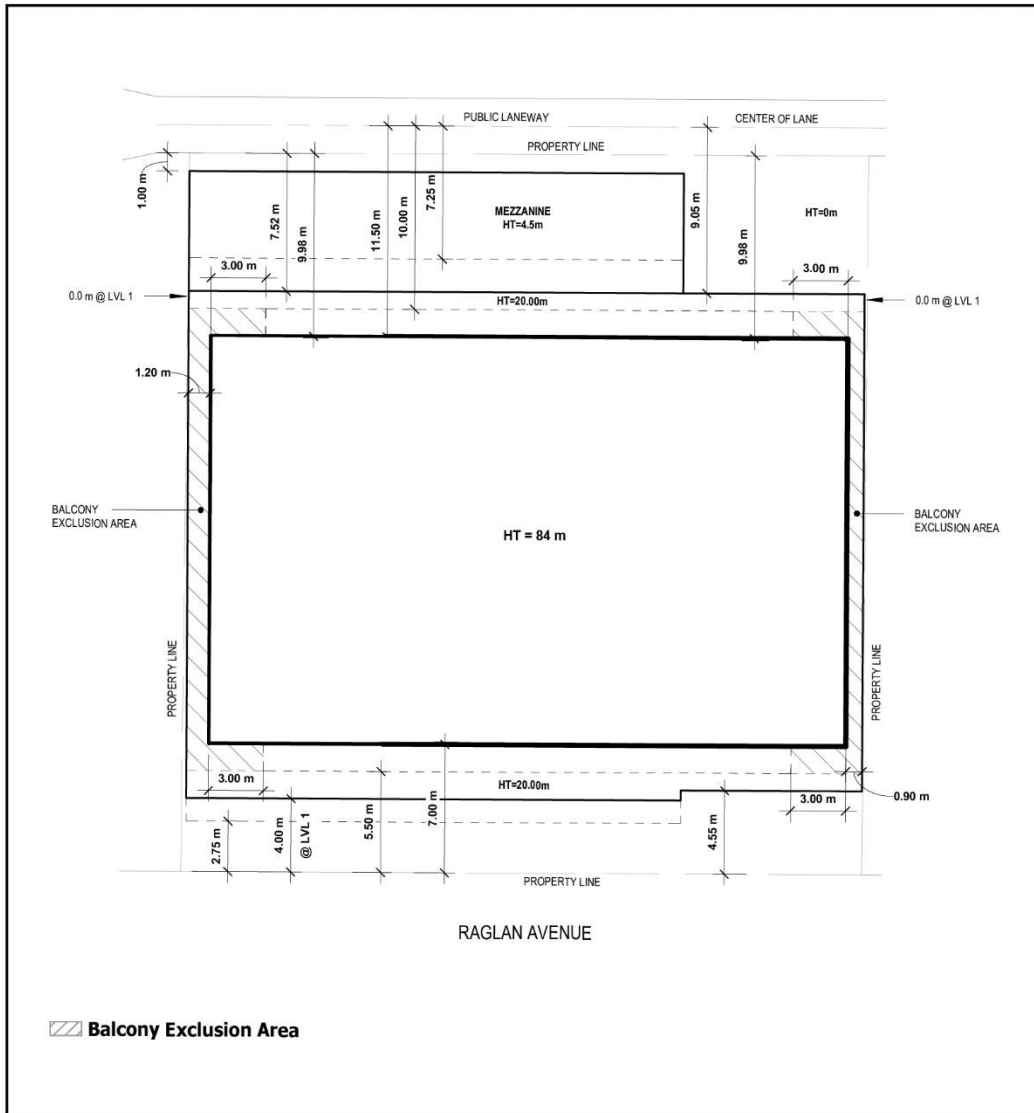 PUBLIC LANEWAY
CENTER OF LANE
PROPERTY LINE
1.00 m
7.52 m
9.98 m
11.50 m
10.00 m
7.25 m
9.05 m
9.98 m
MEZZANINE
HT=4.5m
HT=0m
3.00 m
3.00 m
0.0 m @ LVL 1
HT=20.00m
0.0 m @ LVL 1
1.20 m
BALCONY
EXCLUSION AREA
HT = 84 m
BALCONY
EXCLUSION AREA
PROPERTY LINE
PROPERTY LINE
3.00 m
HT=20.00m
3.00 m
0.90 m
2.75 m
4.00 m
@ LVL 1
5.50 m
7.00 m
4.55 m
PROPERTY LINE
RAGLAN AVENUE
Balcony Exclusion Area